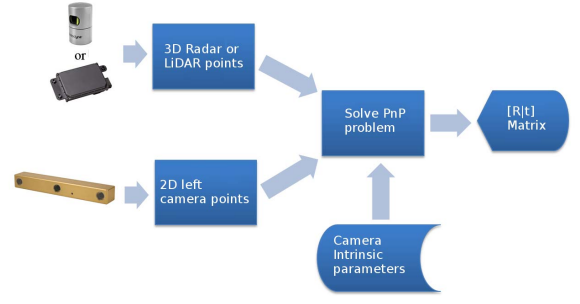 or
3D Radar or
LiDAR points
Solve PnP
problem
[R|t]
Matrix
2D left
camera points
Camera
Intrinsic
parameters